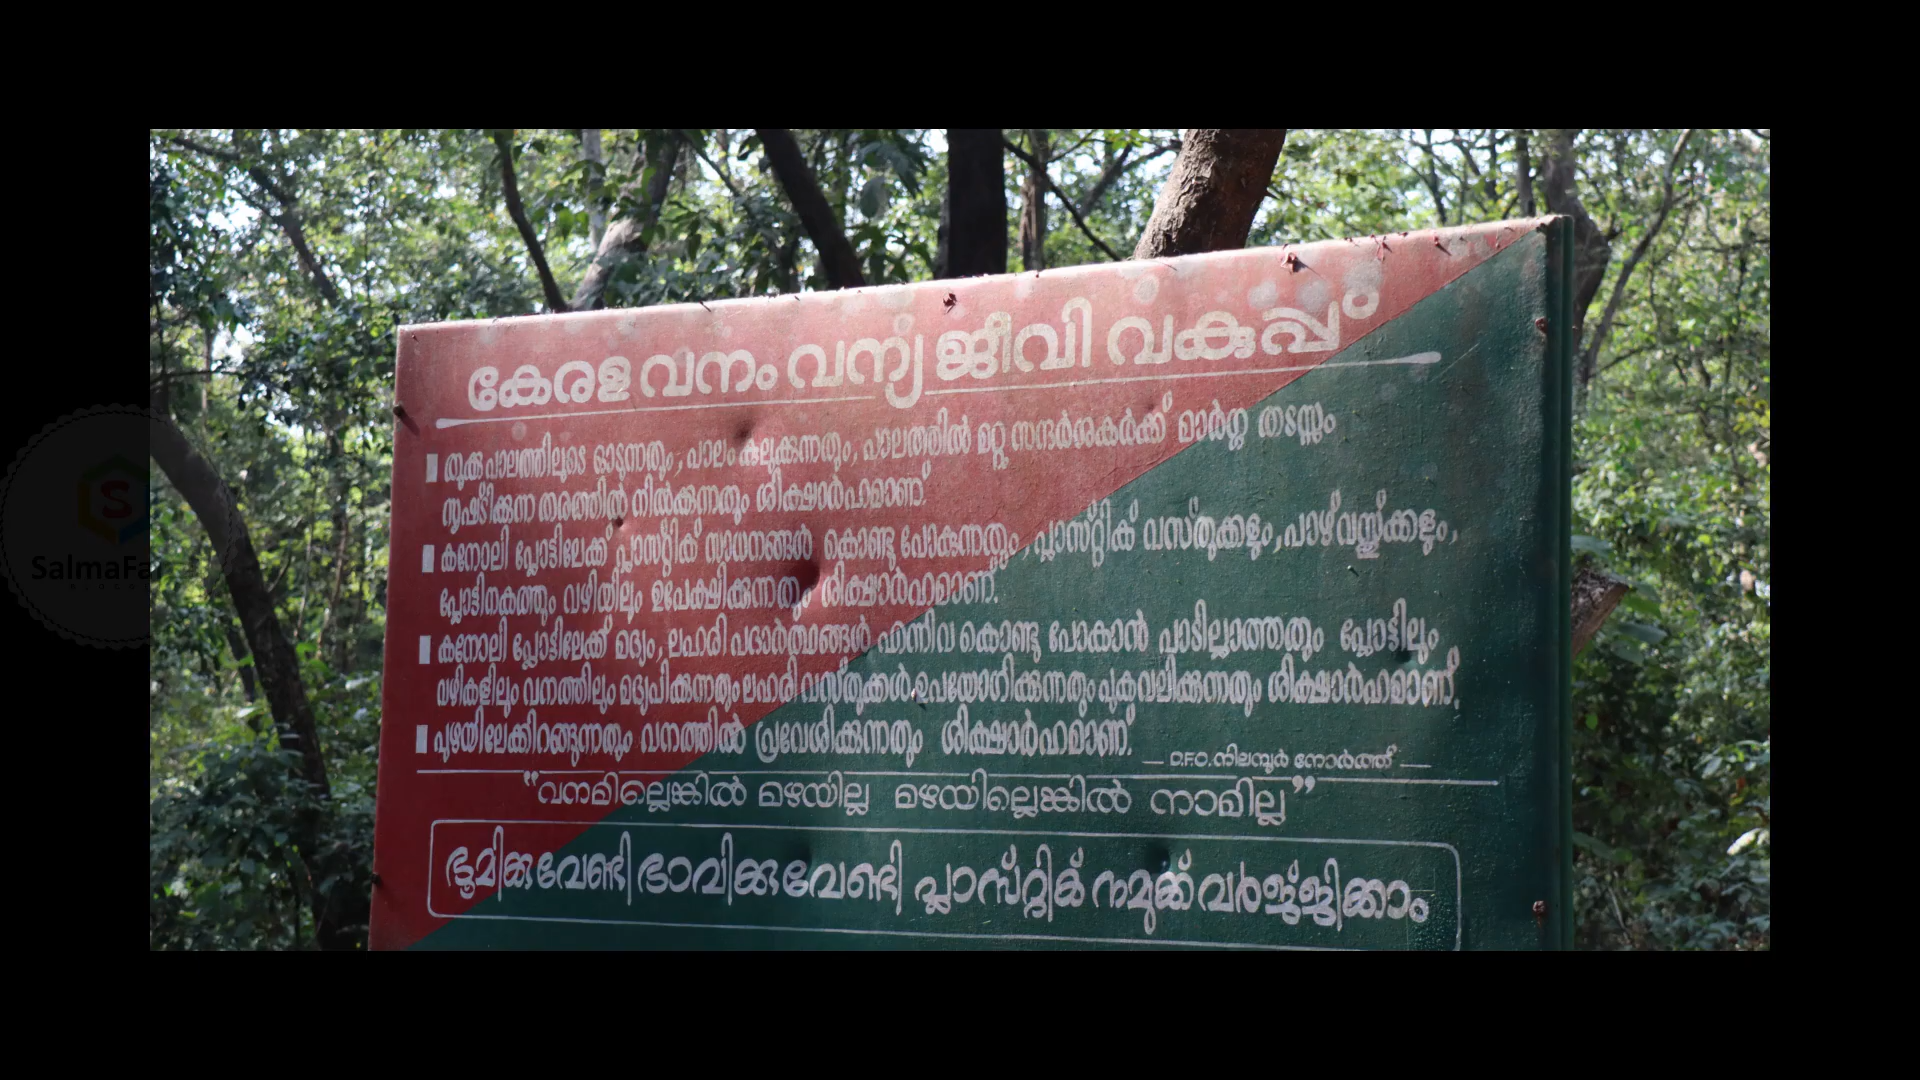 കേരള വനം വന്യ ജീവി വകുപ്പ്
തൂക്കുപാലത്തിലൂടെ ഓടുന്നതും, പാലം കുലുക്കുന്നതും, പാലത്തിൽ മറ്റു സന്ദർശകർക്ക് മാർഗ്ഗ തടസ്സം
സൃഷ്ടിക്കുന്ന തരത്തിൽ നിൽക്കുന്നതും ശിക്ഷാർഹമാണ്
കനോലി പ്ലോട്ടിലേക്ക് പ്ലാസ്റ്റിക് സാധനങ്ങൾ കൊണ്ടു പോകുന്നതും, പ്ലാസ്റ്റിക് വസ്തുക്കളും, പാഴ് വസ്തുക്കളും,
പ്ലോട്ടിനകത്തും വഴിയിലും ഉപേക്ഷിക്കുന്നതും ശിക്ഷാർഹമാണ്.
കനോലി പ്ലോട്ടിലേക്ക് മദ്യം, ലഹരി പദാർത്ഥങ്ങൾ എന്നിവ കൊണ്ടു പോകാൻ പാടില്ലാത്തതും പ്ലോട്ടിലും
വഴികളിലും വനത്തിലും മദ്യപിക്കുന്നതും ലഹരി വസ്തുക്കൾ ഉപയോഗിക്കുന്നതും പുകവലിക്കുന്നതും ശിക്ഷാർഹമാണ്.
പുഴയിലേക്കിറങ്ങുന്നതും വനത്തിൽ പ്രവേശിക്കുന്നതും ശിക്ഷാർഹമാണ്.
— D.F.O. നിലമ്പൂർ നോർത്ത് —
“വനമില്ലെങ്കിൽ മഴയില്ല മഴയില്ലെങ്കിൽ നാമില്ല”
ഭൂമിക്കുവേണ്ടി ഭാവിക്കുവേണ്ടി പ്ലാസ്റ്റിക് നമുക്ക് വർജ്ജിക്കാം
SalmaFa